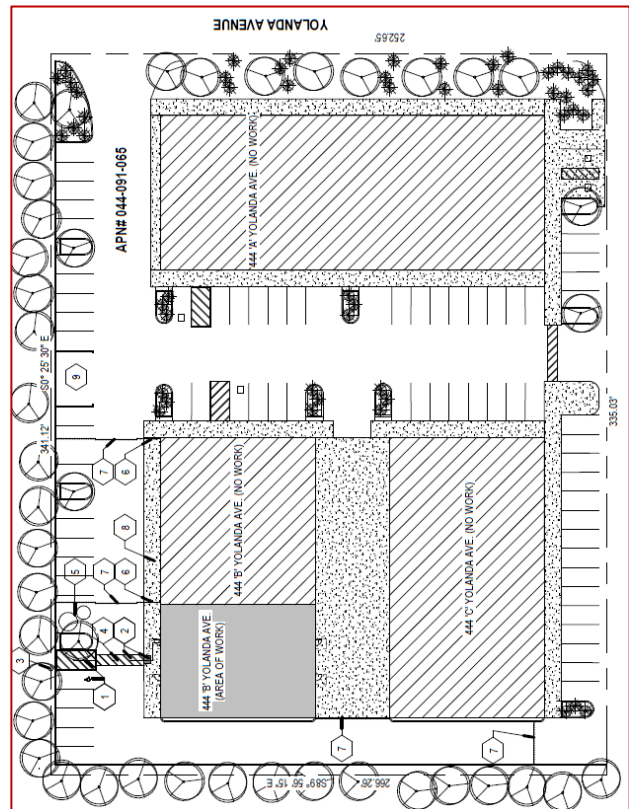 YOLANDA AVENUE
252.65'
APN# 044-091-065
444 'A' YOLANDA AVE. (NO WORK)
341.12'
S0° 25' 30" E
9
7
6
8
7
6
5
4
2
3
1
444 'B' YOLANDA AVE. (NO WORK)
444 'B' YOLANDA AVE.
(AREA OF WORK)
444 'C' YOLANDA AVE. (NO WORK)
335.03'
7
7
266.26'
LS89° 56' 15" E